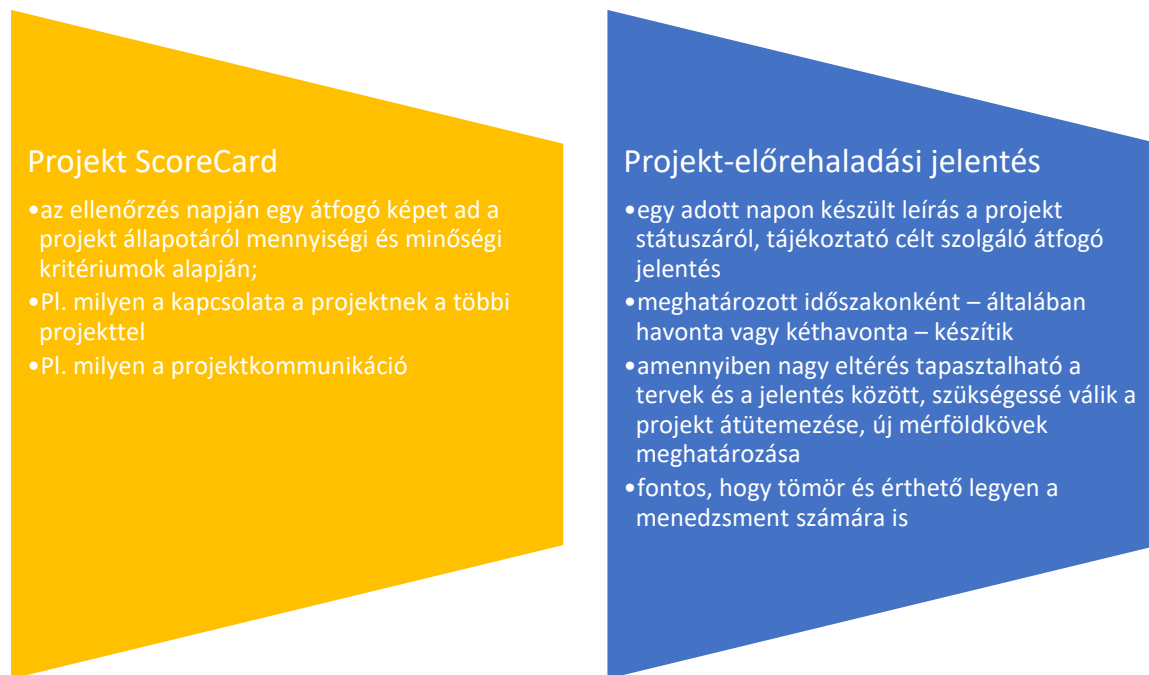 Projekt ScoreCard
•az ellenőrzés napján egy átfogó képet ad a
projekt állapotáról mennyiségi és minőségi
kritériumok alapján;
•Pl. milyen a kapcsolata a projektnek a többi
projekttel
•Pl. milyen a projektkommunikáció
Projekt-előrehaladási jelentés
•egy adott napon készült leírás a projekt
státuszáról, tájékoztató célt szolgáló átfogó
jelentés
•meghatározott időszakonként – általában
havonta vagy kéthavonta – készítik
•amennyiben nagy eltérés tapasztalható a
tervek és a jelentés között, szükségessé válik a
projekt átütemezése, új mérföldkövek
meghatározása
•fontos, hogy tömör és érthető legyen a
menedzsment számára is